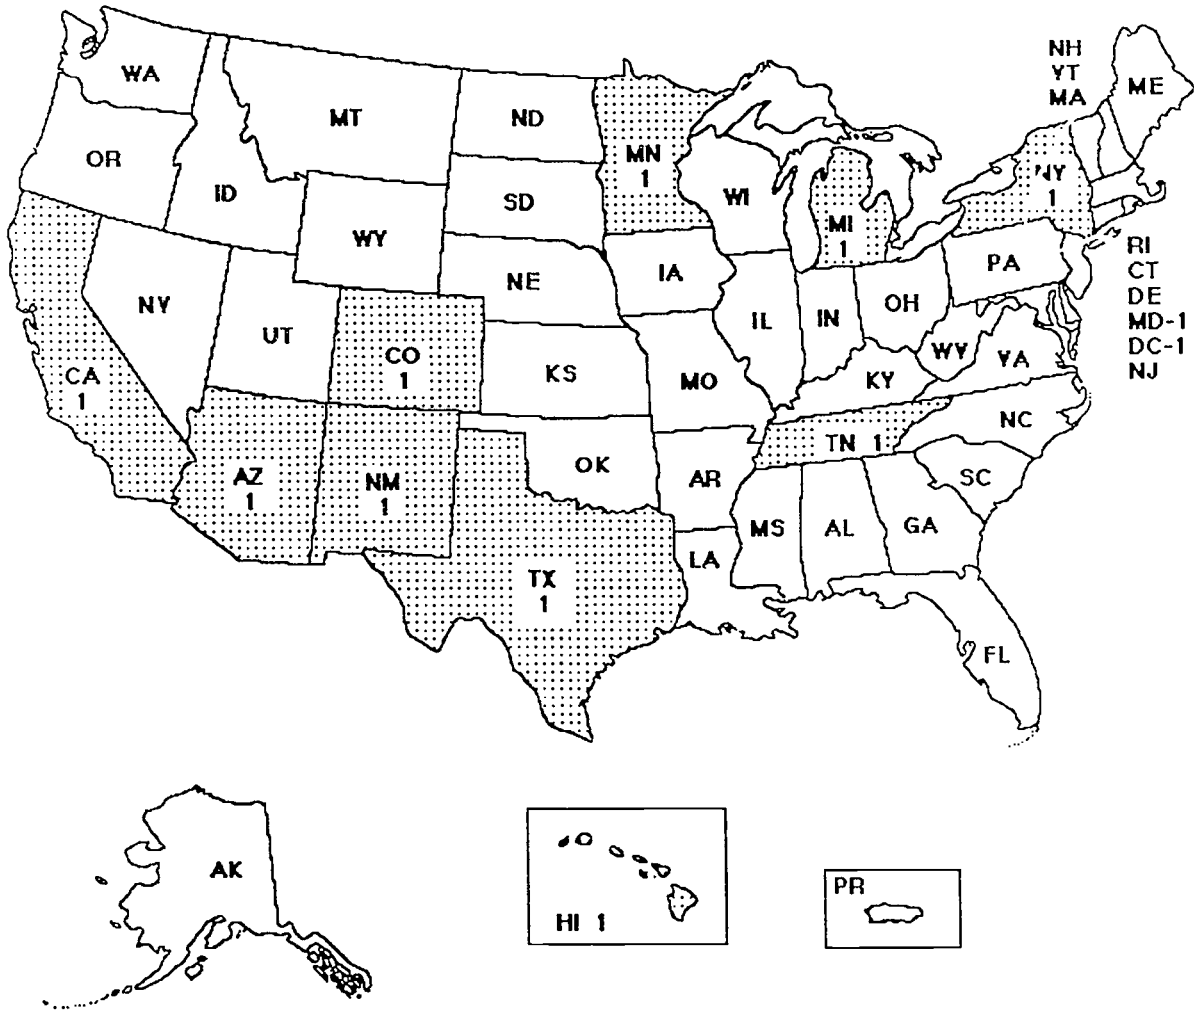 NH
VT
MA
ME
WA
MT
ND
MN
1
OR
ID
SD
WI
MI
1
NY
1
WY
NE
IA
PA
RI
CT
DE
MD-1
DC-1
NJ
NV
UT
CO
1
KS
MO
IL
IN
OH
WV
VA
KY
CA
1
AZ
1
NM
1
OK
AR
TN 1
NC
SC
MS
AL
GA
LA
TX
1
FL
AK
HI 1
PR